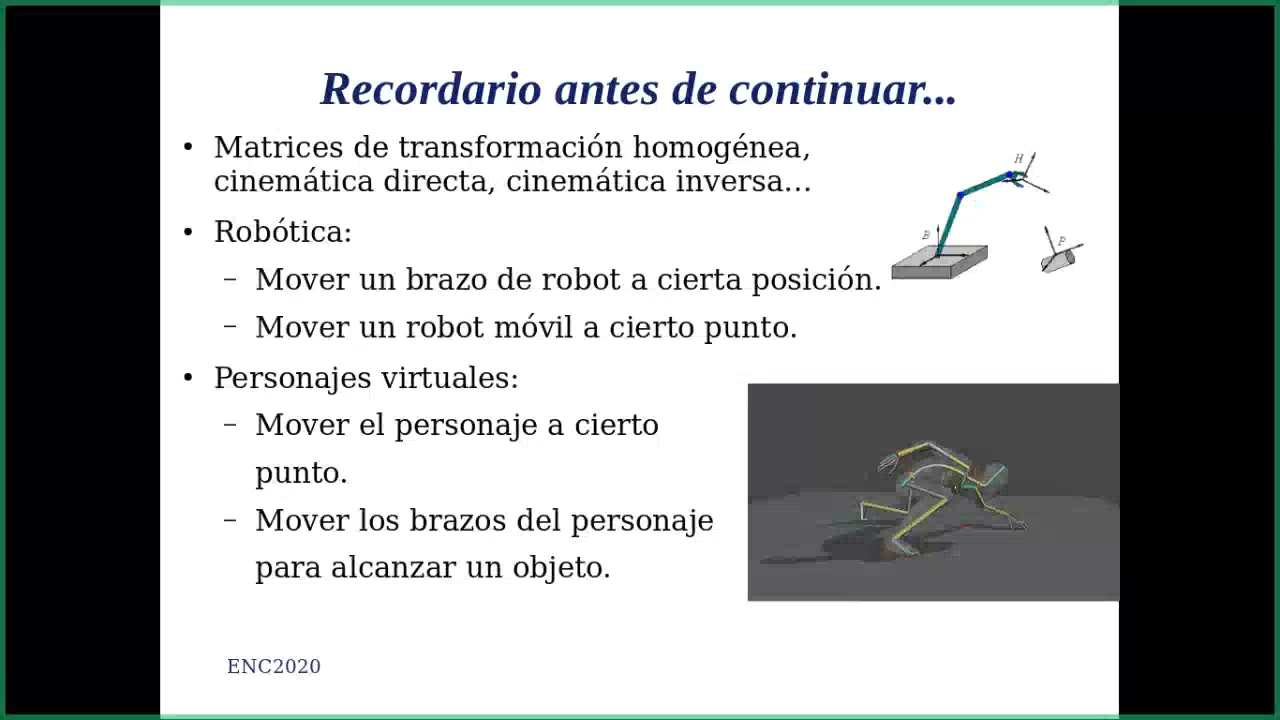 Recordario antes de continuar...
• Matrices de transformación homogénea,
cinemática directa, cinemática inversa...
• Robótica:
– Mover un brazo de robot a cierta posición.
– Mover un robot móvil a cierto punto.
• Personajes virtuales:
– Mover el personaje a cierto
punto.
– Mover los brazos del personaje
para alcanzar un objeto.
H
B
P
ENC2020